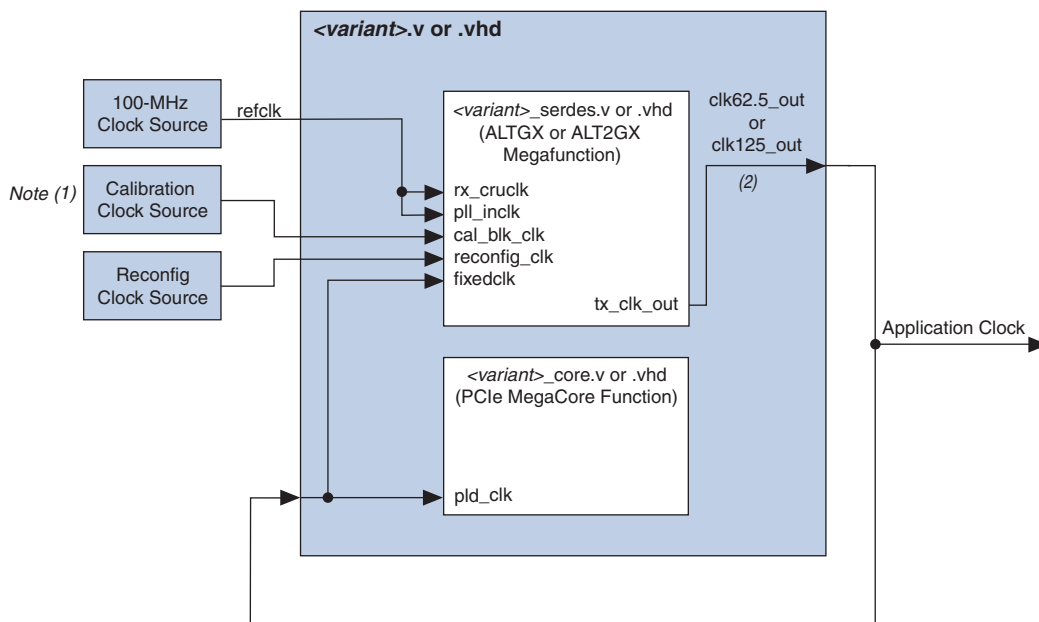 <variant>.v or .vhd
100-MHz
Clock Source
refclk
Note (1)
Calibration
Clock Source
Reconfig
Clock Source
<variant>_serdes.v or .vhd
(ALTGX or ALT2GX
Megafunction)
rx_cruclk
pll_inclk
cal_blk_clk
reconfig_clk
fixedclk
tx_clk_out
clk62.5_out
or
clk125_out
(2)
Application Clock
<variant>_core.v or .vhd
(PCIe MegaCore Function)
pld_clk